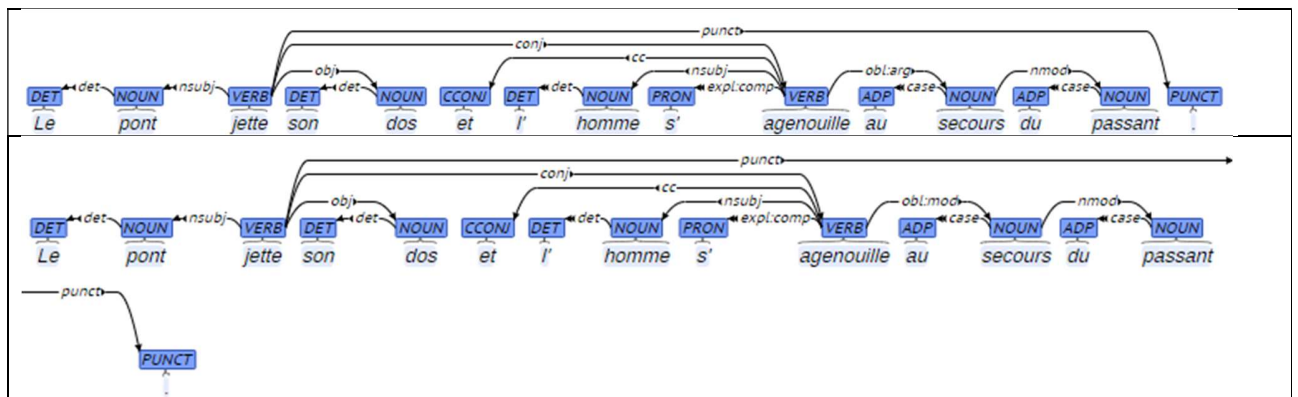 punct
conj
cc
obj nsubj obl:arg nmod
det nsubj det det expl:comp case case
DET NOUN VERB DET NOUN CCONJ DET NOUN PRON VERB ADP NOUN ADP NOUN PUNCT
Le pont jette son dos et l' homme s' agenouille au secours du passant .
punct
conj
cc
obj nsubj obl:mod nmod
det nsubj det det expl:comp case case
DET NOUN VERB DET NOUN CCONJ DET NOUN PRON VERB ADP NOUN ADP NOUN
Le pont jette son dos et l' homme s' agenouille au secours du passant
punct
PUNCT
.